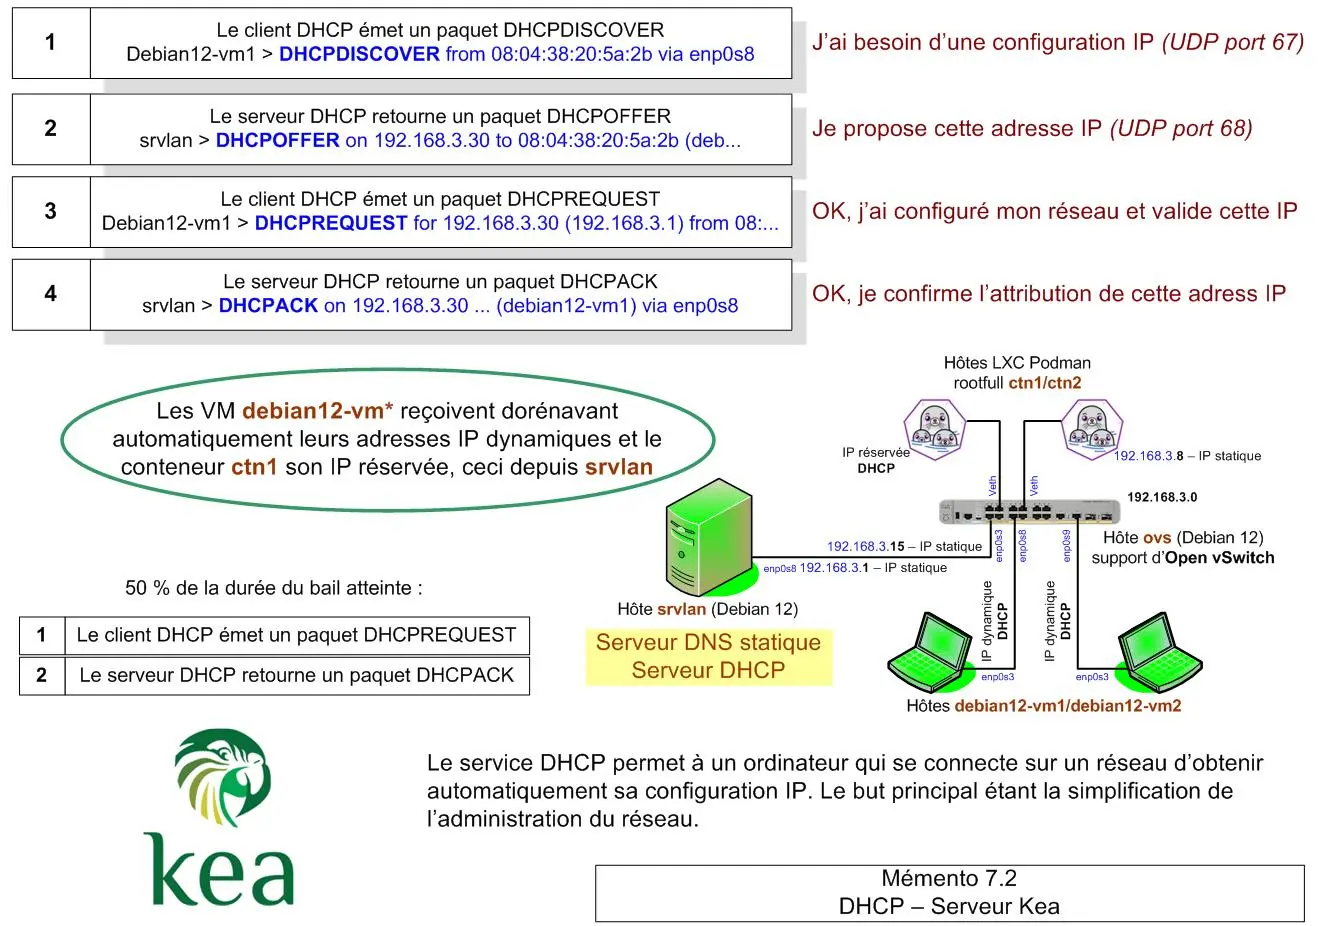 1
Le client DHCP émet un paquet DHCPDISCOVER
Debian12-vm1 > DHCPDISCOVER from 08:04:38:20:5a:2b via enp0s8
J'ai besoin d'une configuration IP (UDP port 67)
2
Le serveur DHCP retourne un paquet DHCPOFFER
srvlan > DHCPOFFER on 192.168.3.30 to 08:04:38:20:5a:2b (deb...
Je propose cette adresse IP (UDP port 68)
3
Le client DHCP émet un paquet DHCPREQUEST
Debian12-vm1 > DHCPREQUEST for 192.168.3.30 (192.168.3.1) from 08:...
OK, j'ai configuré mon réseau et valide cette IP
4
Le serveur DHCP retourne un paquet DHCPACK
srvlan > DHCPACK on 192.168.3.30 ... (debian12-vm1) via enp0s8
OK, je confirme l'attribution de cette adress IP
Les VM debian12-vm* reçoivent dorénavant
automatiquement leurs adresses IP dynamiques et le
conteneur ctn1 son IP réservée, ceci depuis srvlan
Hôtes LXC Podman
rootfull ctn1/ctn2
IP réservée
DHCP
192.168.3.8 – IP statique
Veth
Veth
192.168.3.0
192.168.3.15 – IP statique
enp0s8 192.168.3.1 – IP statique
enp0s3
enp0s8
enp0s9
Hôte ovs (Debian 12)
support d'Open vSwitch
Hôte srvlan (Debian 12)
Serveur DNS statique
Serveur DHCP
IP dynamique
DHCP
IP dynamique
DHCP
enp0s3
enp0s3
Hôtes debian12-vm1/debian12-vm2
50 % de la durée du bail atteinte :
1
Le client DHCP émet un paquet DHCPREQUEST
2
Le serveur DHCP retourne un paquet DHCPACK
kea
Le service DHCP permet à un ordinateur qui se connecte sur un réseau d'obtenir
automatiquement sa configuration IP. Le but principal étant la simplification de
l'administration du réseau.
Mémento 7.2
DHCP – Serveur Kea